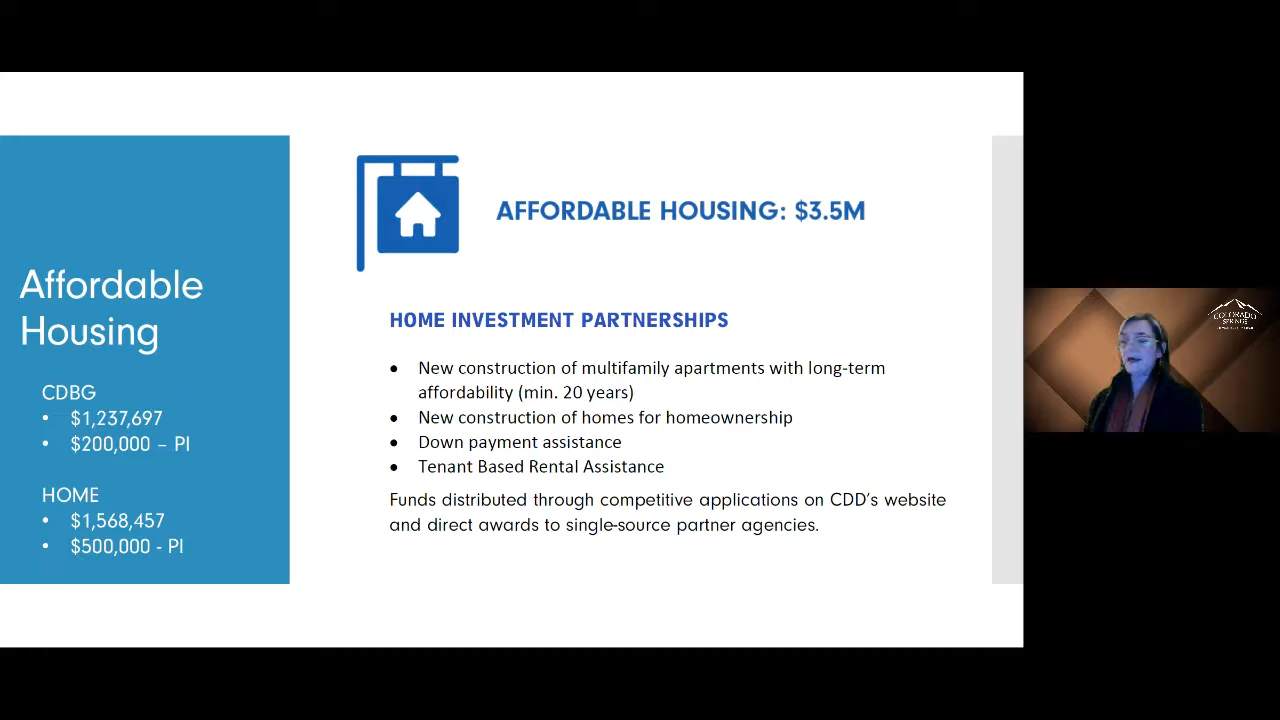 Affordable
Housing
CDBG
• $1,237,697
• $200,000 – PI
HOME
• $1,568,457
• $500,000 - PI
AFFORDABLE HOUSING: $3.5M
HOME INVESTMENT PARTNERSHIPS
• New construction of multifamily apartments with long-term
affordability (min. 20 years)
• New construction of homes for homeownership
• Down payment assistance
• Tenant Based Rental Assistance
Funds distributed through competitive applications on CDD's website
and direct awards to single-source partner agencies.
COLORADO
SPRINGS